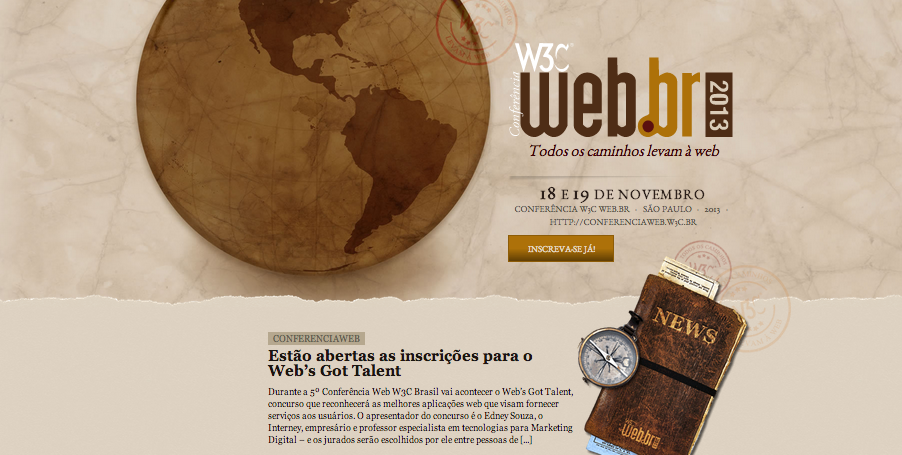 W3C
Conferência
web.br
2013
Todos os caminhos levam à web
18 E 19 DE NOVEMBRO
CONFERÊNCIA W3C WEB.BR - SÃO PAULO - 2013 -
HTTP://CONFERENCIAWEB.W3C.BR
INSCREVA-SE JÁ!
NEWS
web.br
CONFERENCIAWEB
Estão abertas as inscrições para o
Web's Got Talent
Durante a 5º Conferência Web W3C Brasil vai acontecer o Web's Got Talent,
concurso que reconhecerá as melhores aplicações web que visam fornecer
serviços aos usuários. O apresentador do concurso é o Edney Souza, o
Interney, empresário e professor especialista em tecnologias para Marketing
Digital – e os jurados serão escolhidos por ele entre pessoas de [...]